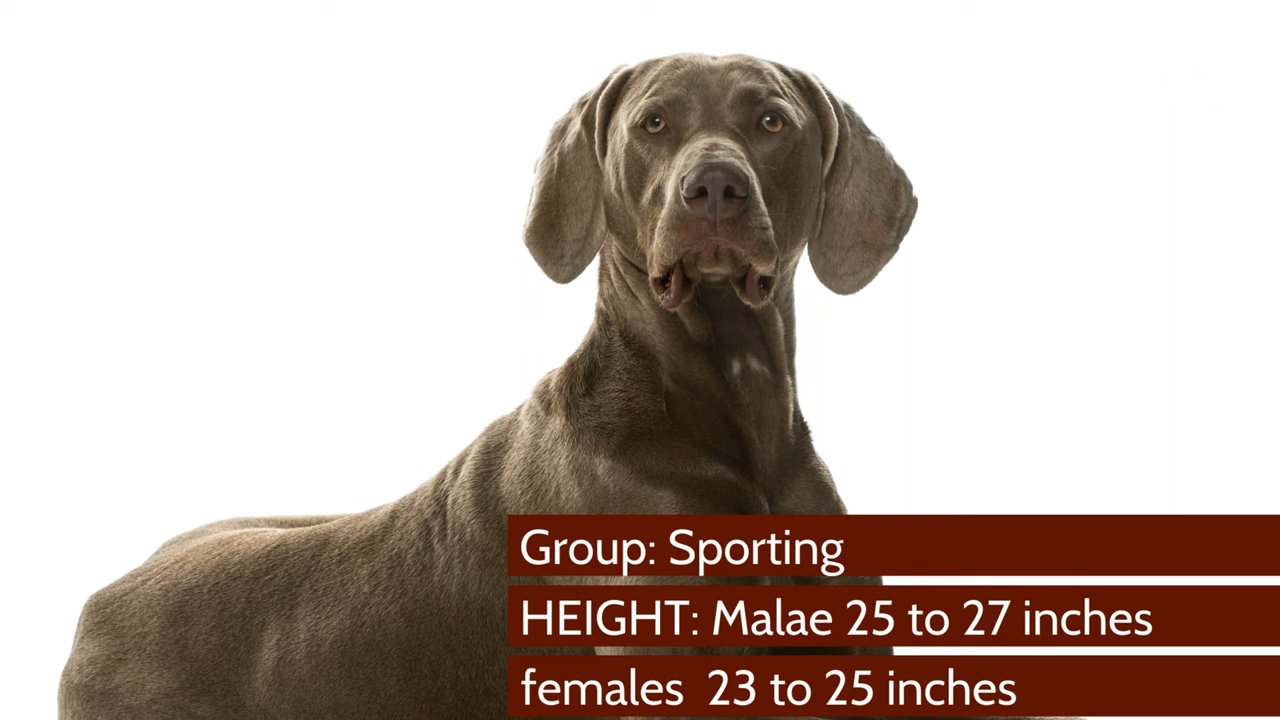 Group: Sporting
HEIGHT: Malae 25 to 27 inches
females 23 to 25 inches